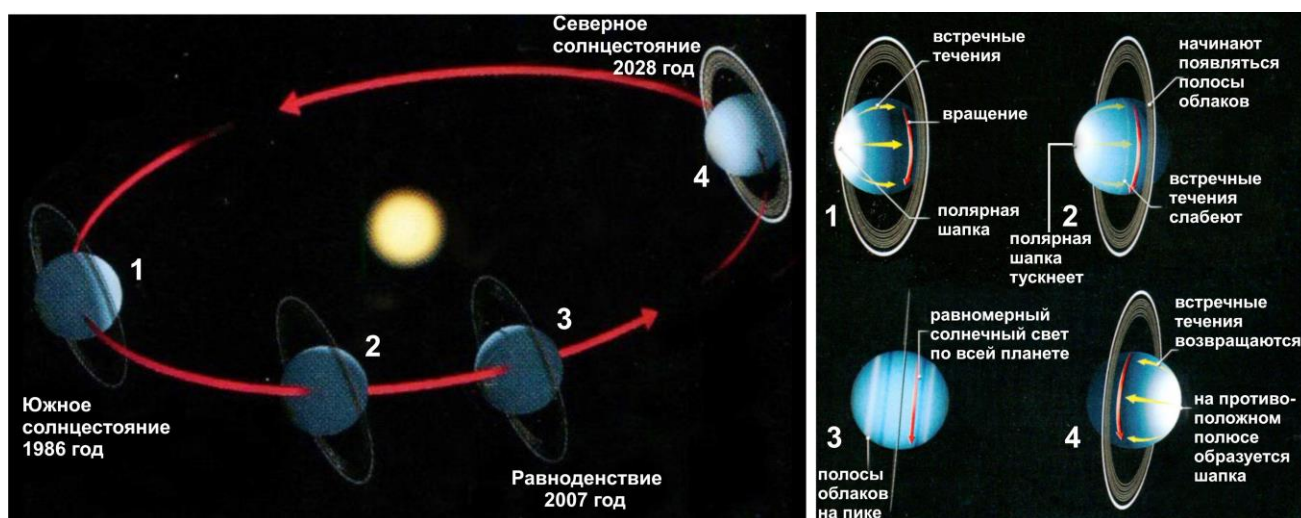 Северное
солнцестояние
2028 год
4
1
2
3
Южное
солнцестояние
1986 год
Равноденствие
2007 год
встречные
течения
вращение
1
полярная
шапка
начинают
появляться
полосы
облаков
встречные
течения
слабеют
2
полярная
шапка
тускнеет
равномерный
солнечный свет
по всей планете
3
полосы
облаков
на пике
встречные
течения
возвращаются
на противо-
положном
полюсе
образуется
шапка
4